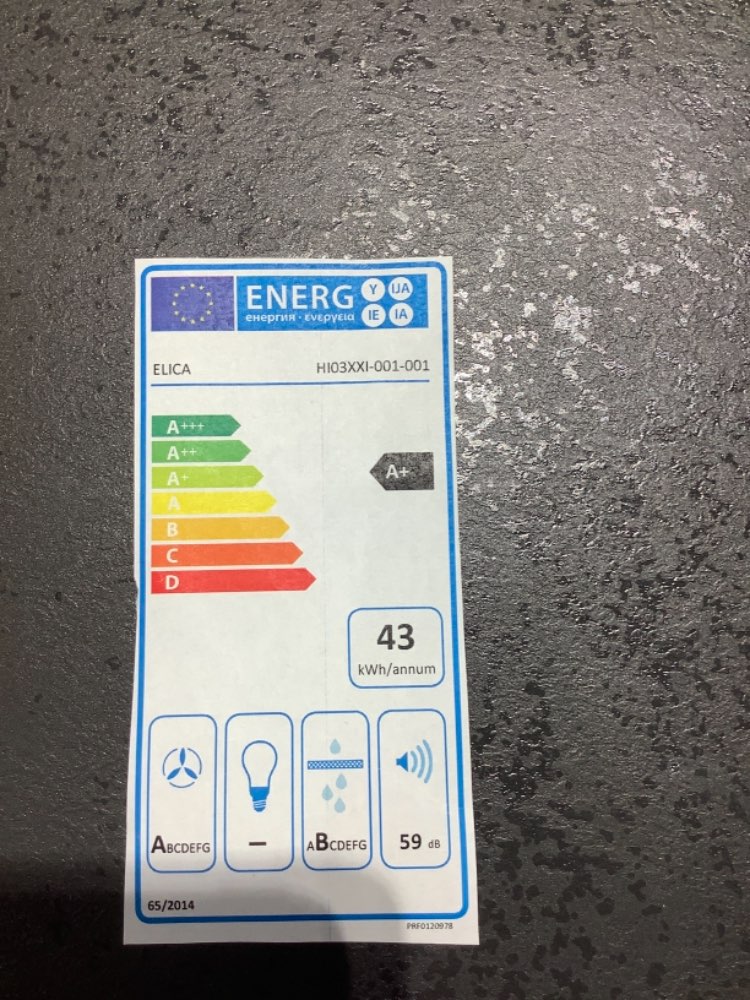 ENERG Y IJA
енергия · ενεργεια IE IA
ELICA HI03XXI-001-001
A+++
A++
A+
A+
A
B
C
D
43
kWh/annum
ABCDEFG – ABCDEFG 59 dB
65/2014
PRF0120978